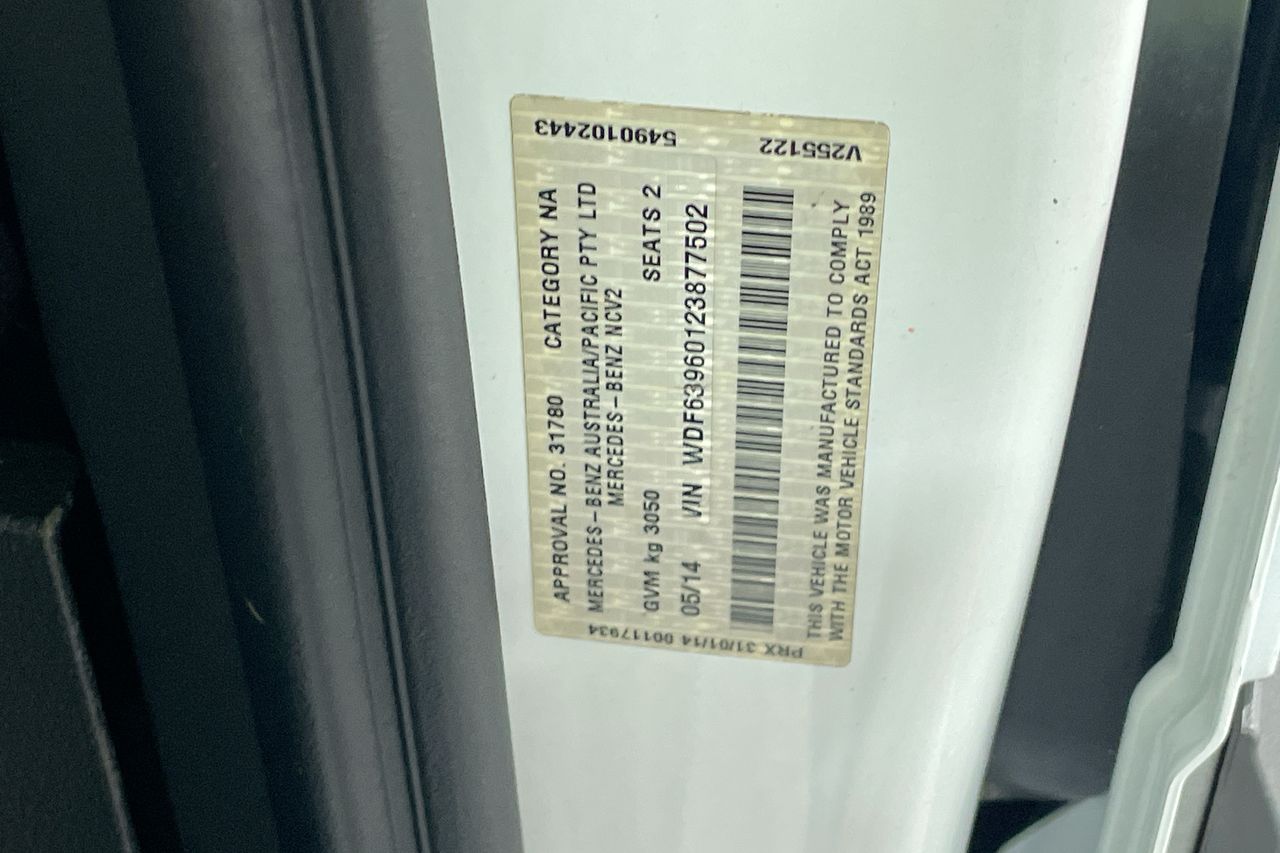 5490102443
V255122
APPROVAL NO. 31780 CATEGORY NA
MERCEDES-BENZ AUSTRALIA/PACIFIC PTY LTD
MERCEDES-BENZ NCV2
GVM kg 3050 SEATS 2
05/14 VIN WDF63960123877502
THIS VEHICLE WAS MANUFACTURED TO COMPLY
WITH THE MOTOR VEHICLE STANDARDS ACT 1989
PRX 31/01/14 00117934